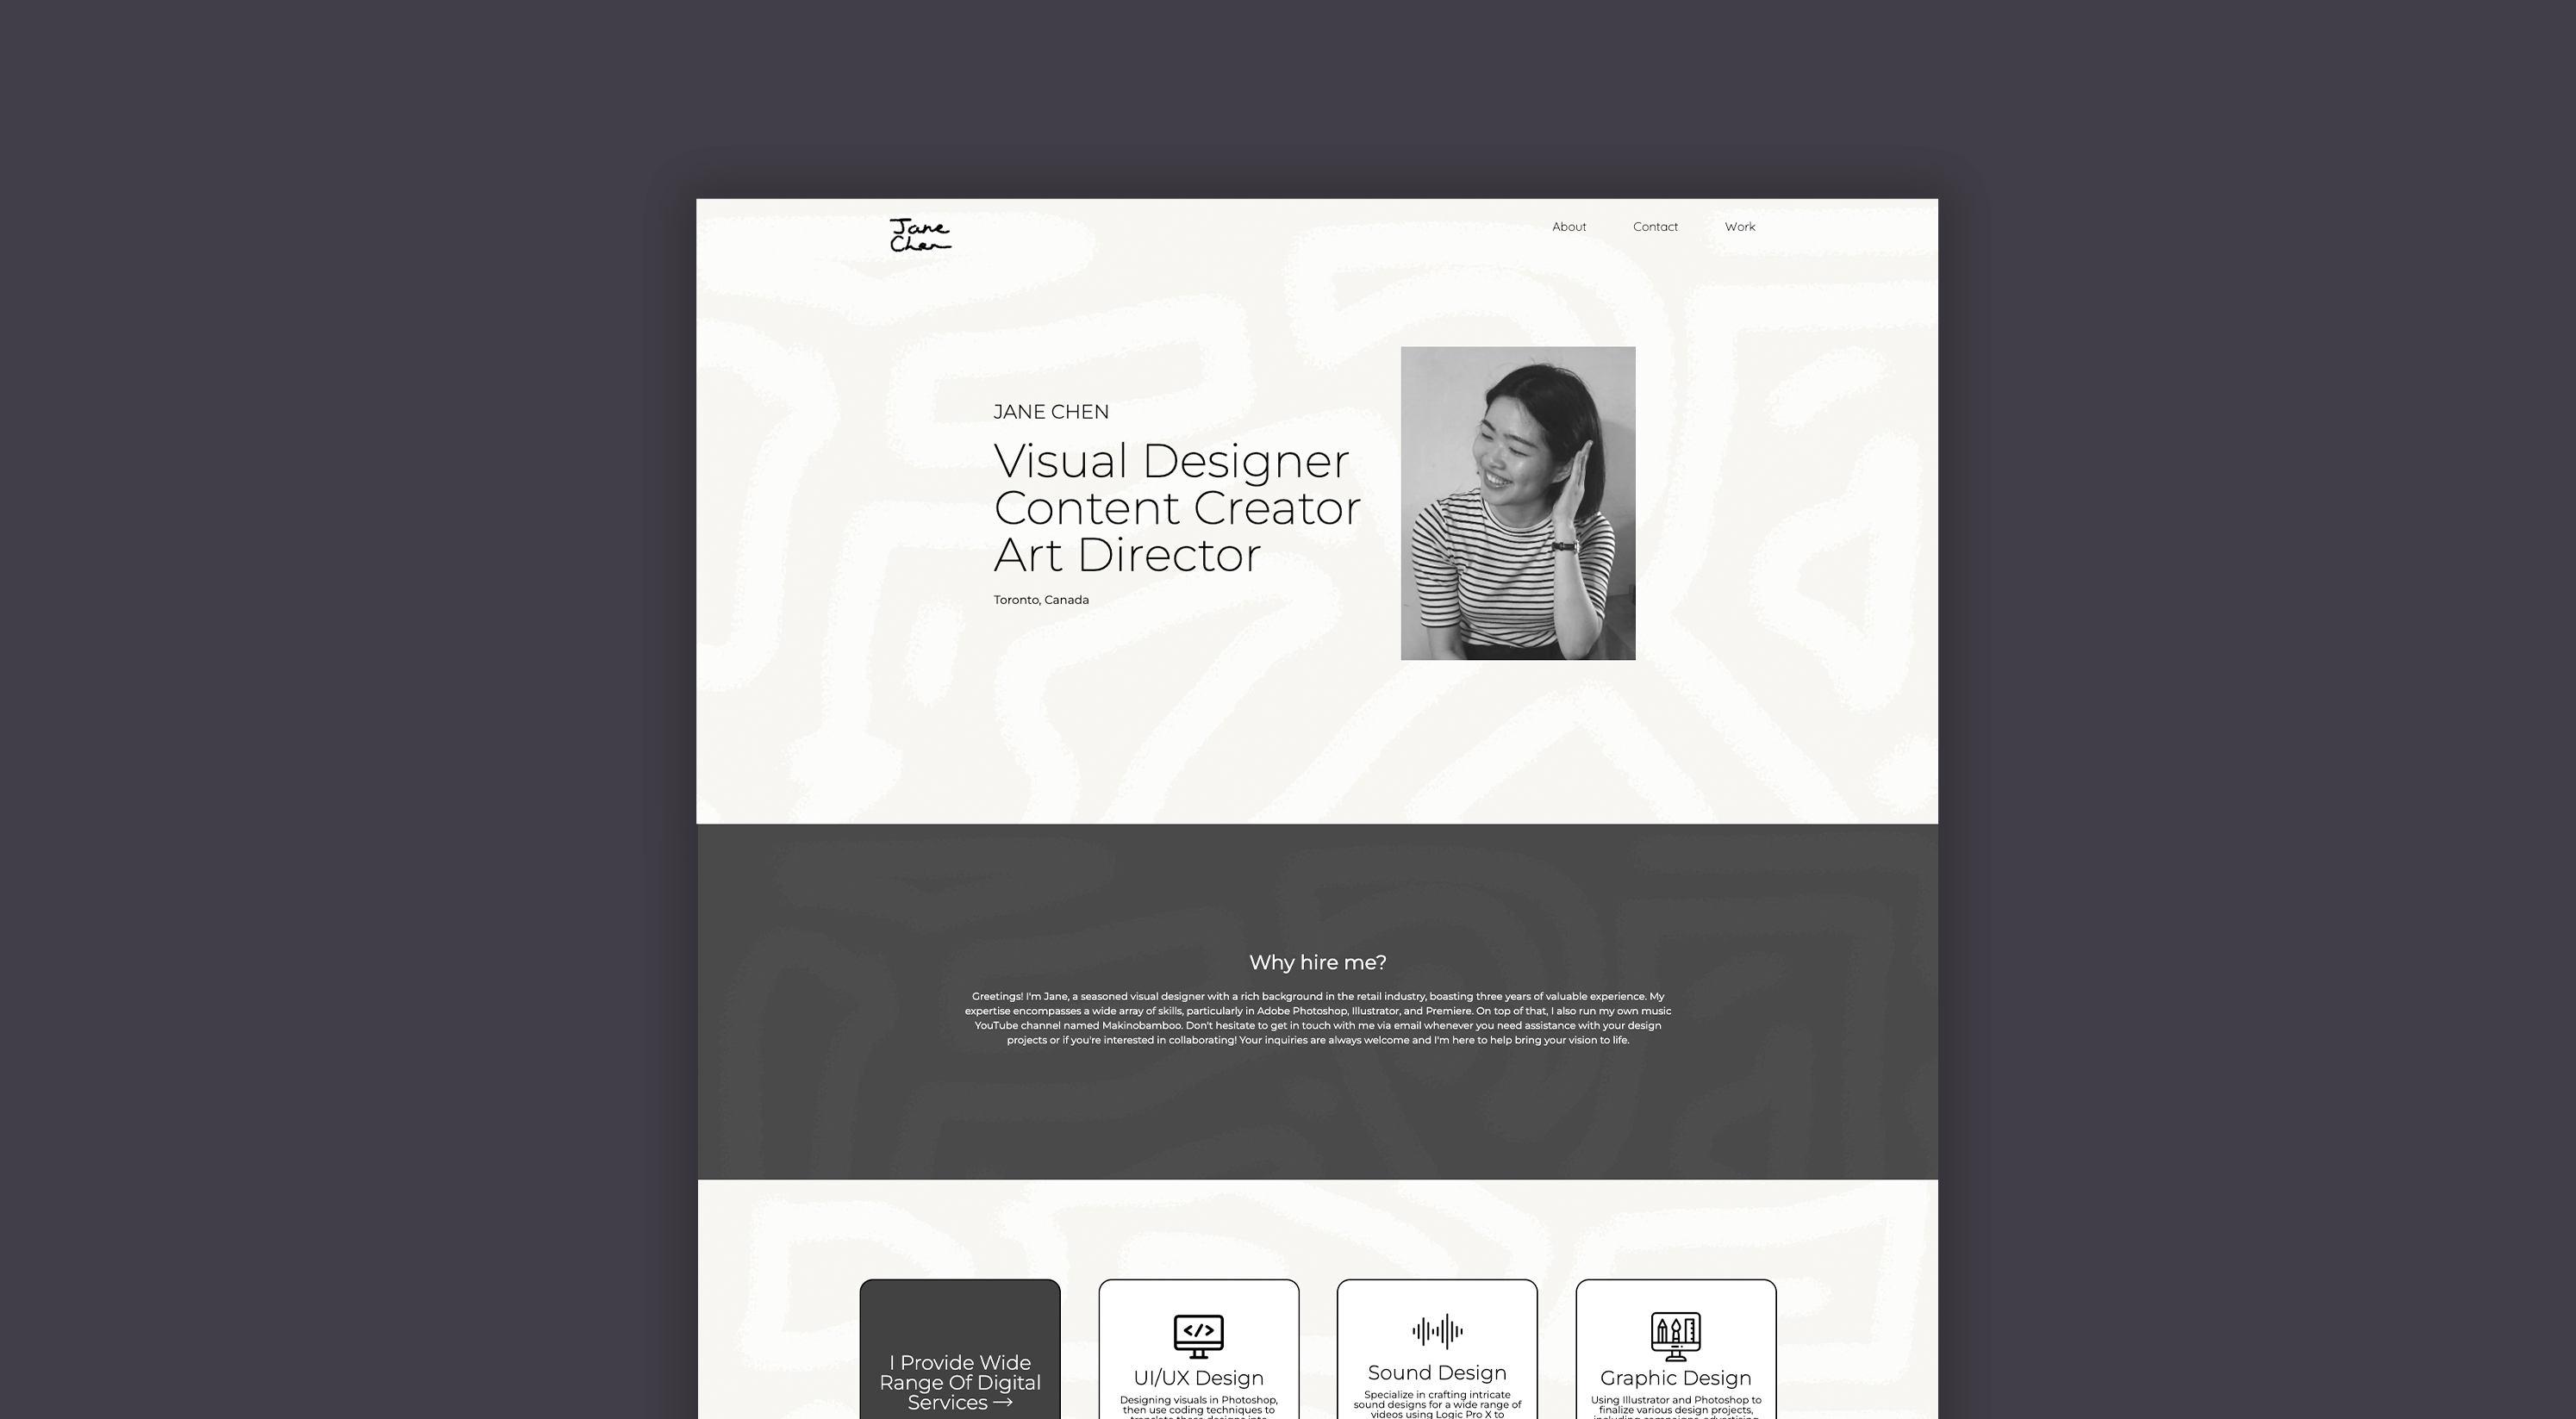 Jane
Chen
About Contact Work
JANE CHEN
Visual Designer
Content Creator
Art Director
Toronto, Canada
Why hire me?
Greetings! I'm Jane, a seasoned visual designer with a rich background in the retail industry, boasting three years of valuable experience. My
expertise encompasses a wide array of skills, particularly in Adobe Photoshop, Illustrator, and Premiere. On top of that, I also run my own music
YouTube channel named Makinobamboo. Don't hesitate to get in touch with me via email whenever you need assistance with your design
projects or if you're interested in collaborating! Your inquiries are always welcome and I'm here to help bring your vision to life.
I Provide Wide
Range Of Digital
Services →
UI/UX Design
Designing visuals in Photoshop,
then use coding techniques to
translate these designs into
Sound Design
Specialize in crafting intricate
sound designs for a wide range of
videos using Logic Pro X to
Graphic Design
Using Illustrator and Photoshop to
finalize various design projects,
including campaigns, advertising